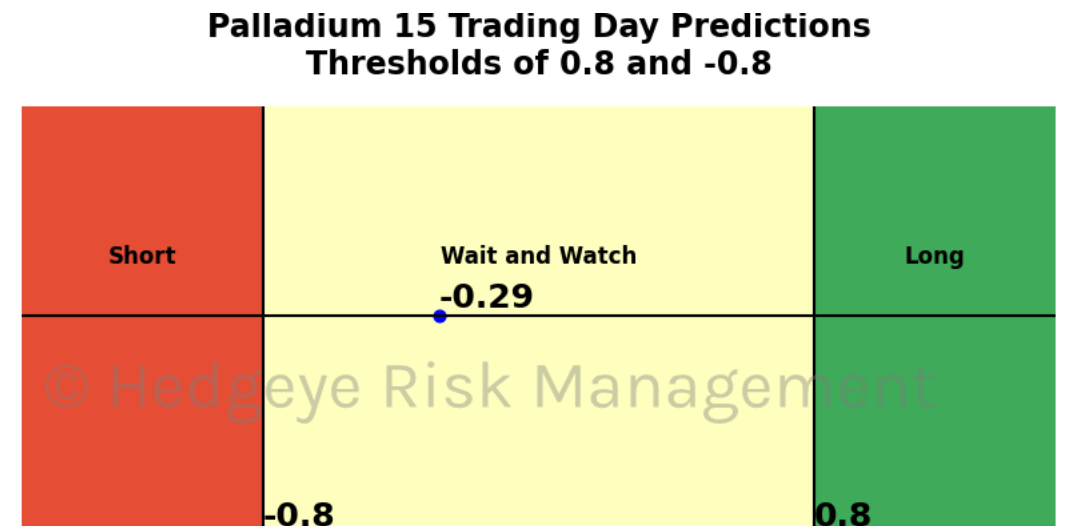 Palladium 15 Trading Day Predictions
Thresholds of 0.8 and -0.8
Short
Wait and Watch
Long
-0.29
© Hedgeye Risk Management
-0.8
0.8